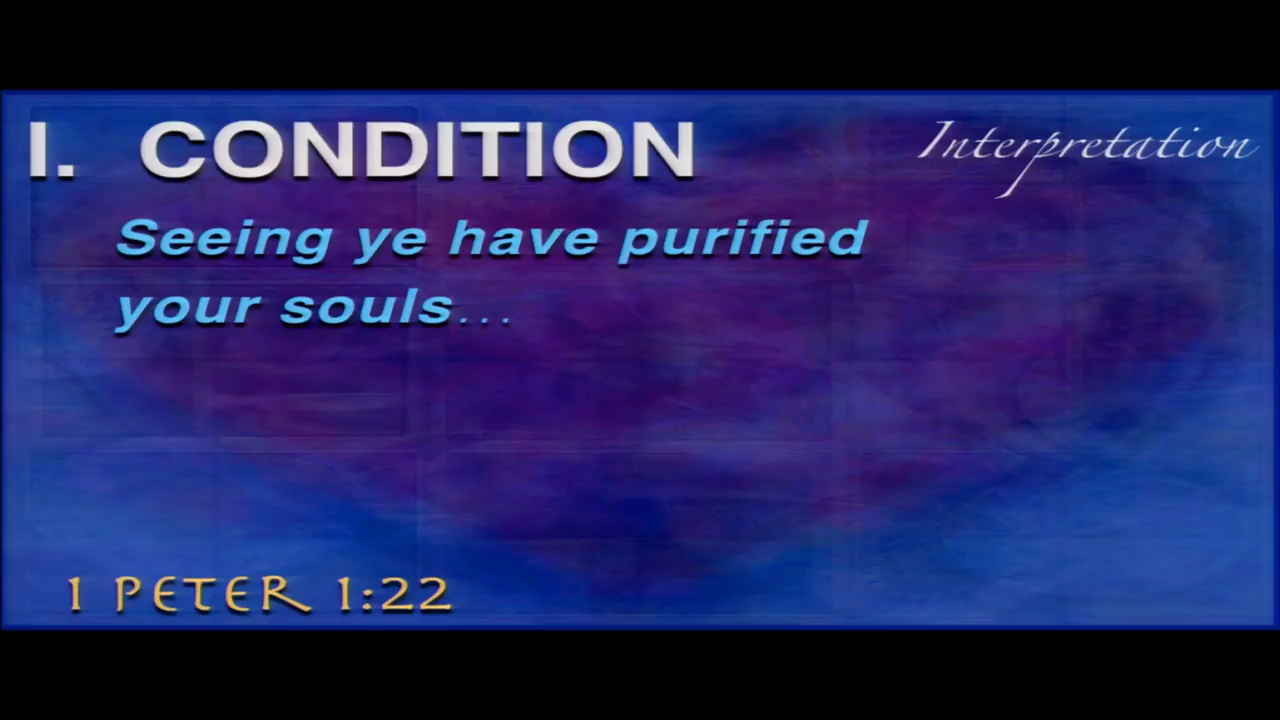 I. CONDITION
Interpretation
Seeing ye have purified
your souls...
1 PETER 1:22